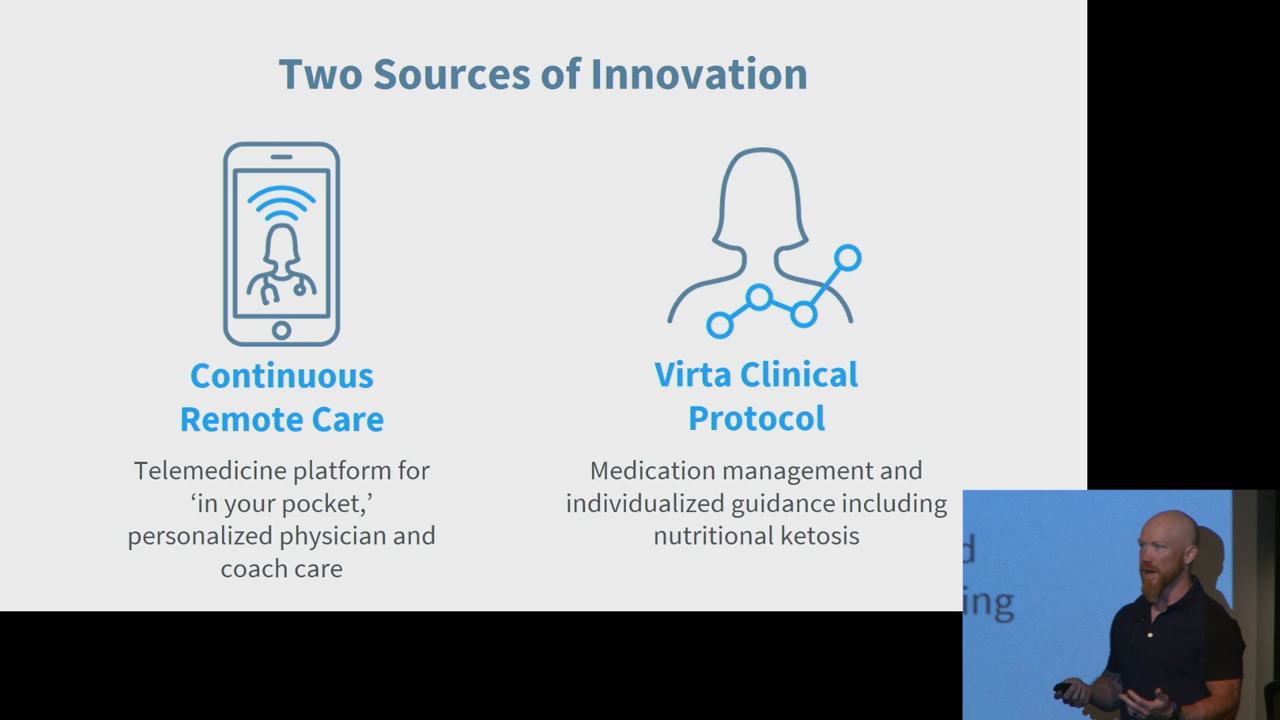 Two Sources of Innovation
Continuous
Remote Care
Telemedicine platform for
‘in your pocket,’
personalized physician and
coach care
Virta Clinical
Protocol
Medication management and
individualized guidance including
nutritional ketosis
d
ing